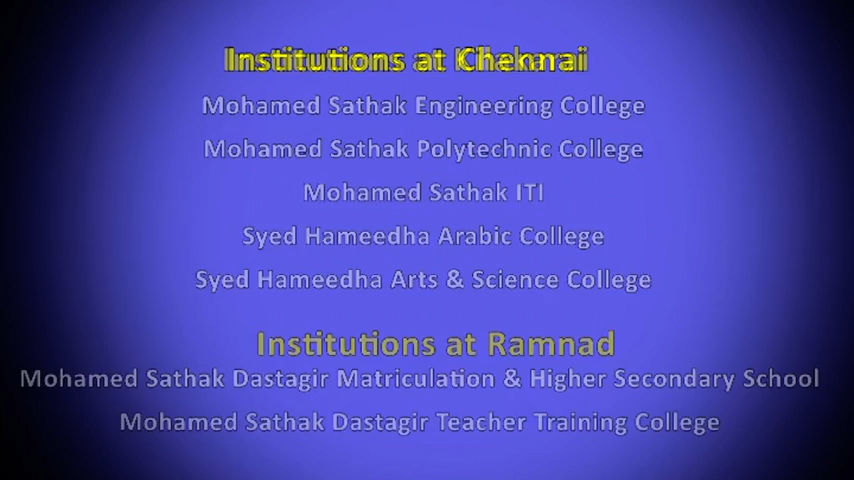 Institutions at
Mohamed Sathak Engineering College
Mohamed Sathak Polytechnic College
Mohamed Sathak ITI
Syed Hameedha Arabic College
Syed Hameedha Arts & Science College
Institutions at Ramnad
Mohamed Sathak Dastagir Matriculation & Higher Secondary School
Mohamed Sathak Dastagir Teacher Training College